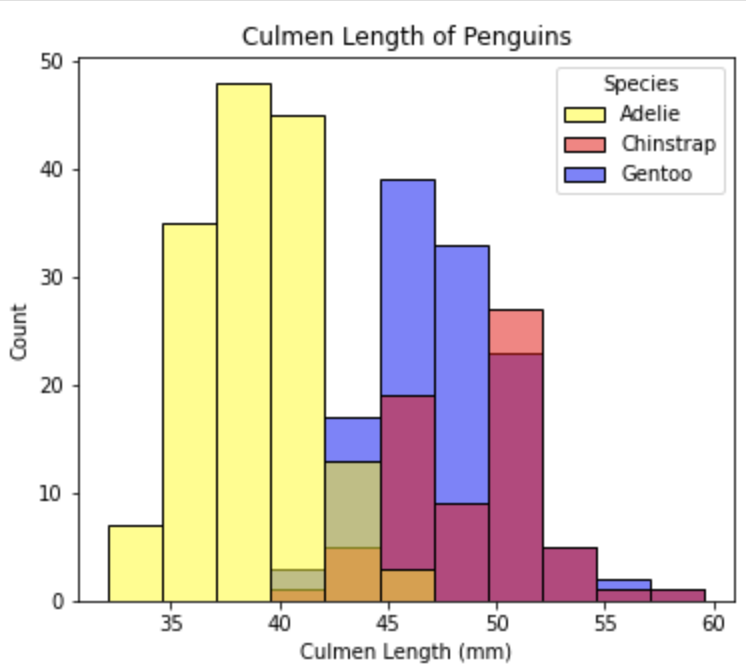 Culmen Length of Penguins
Species
Adelie
Chinstrap
Gentoo
Count
50
40
30
20
10
0
35
40
45
50
55
60
Culmen Length (mm)